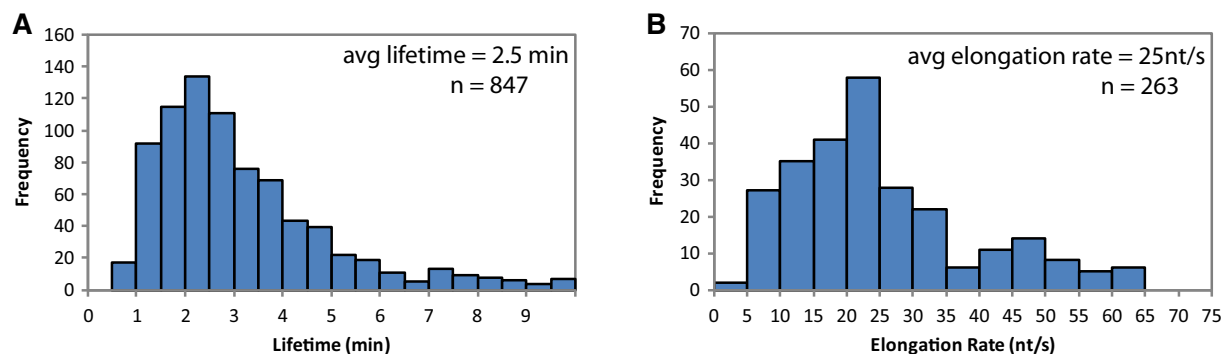 A
avg lifetime = 2.5 min
n = 847
160
140
120
100
80
60
40
20
0
Frequency
0 1 2 3 4 5 6 7 8 9
Lifetime (min)
B
avg elongation rate = 25nt/s
n = 263
70
60
50
40
30
20
10
0
Frequency
0 5 10 15 20 25 30 35 40 45 50 55 60 65 70 75
Elongation Rate (nt/s)